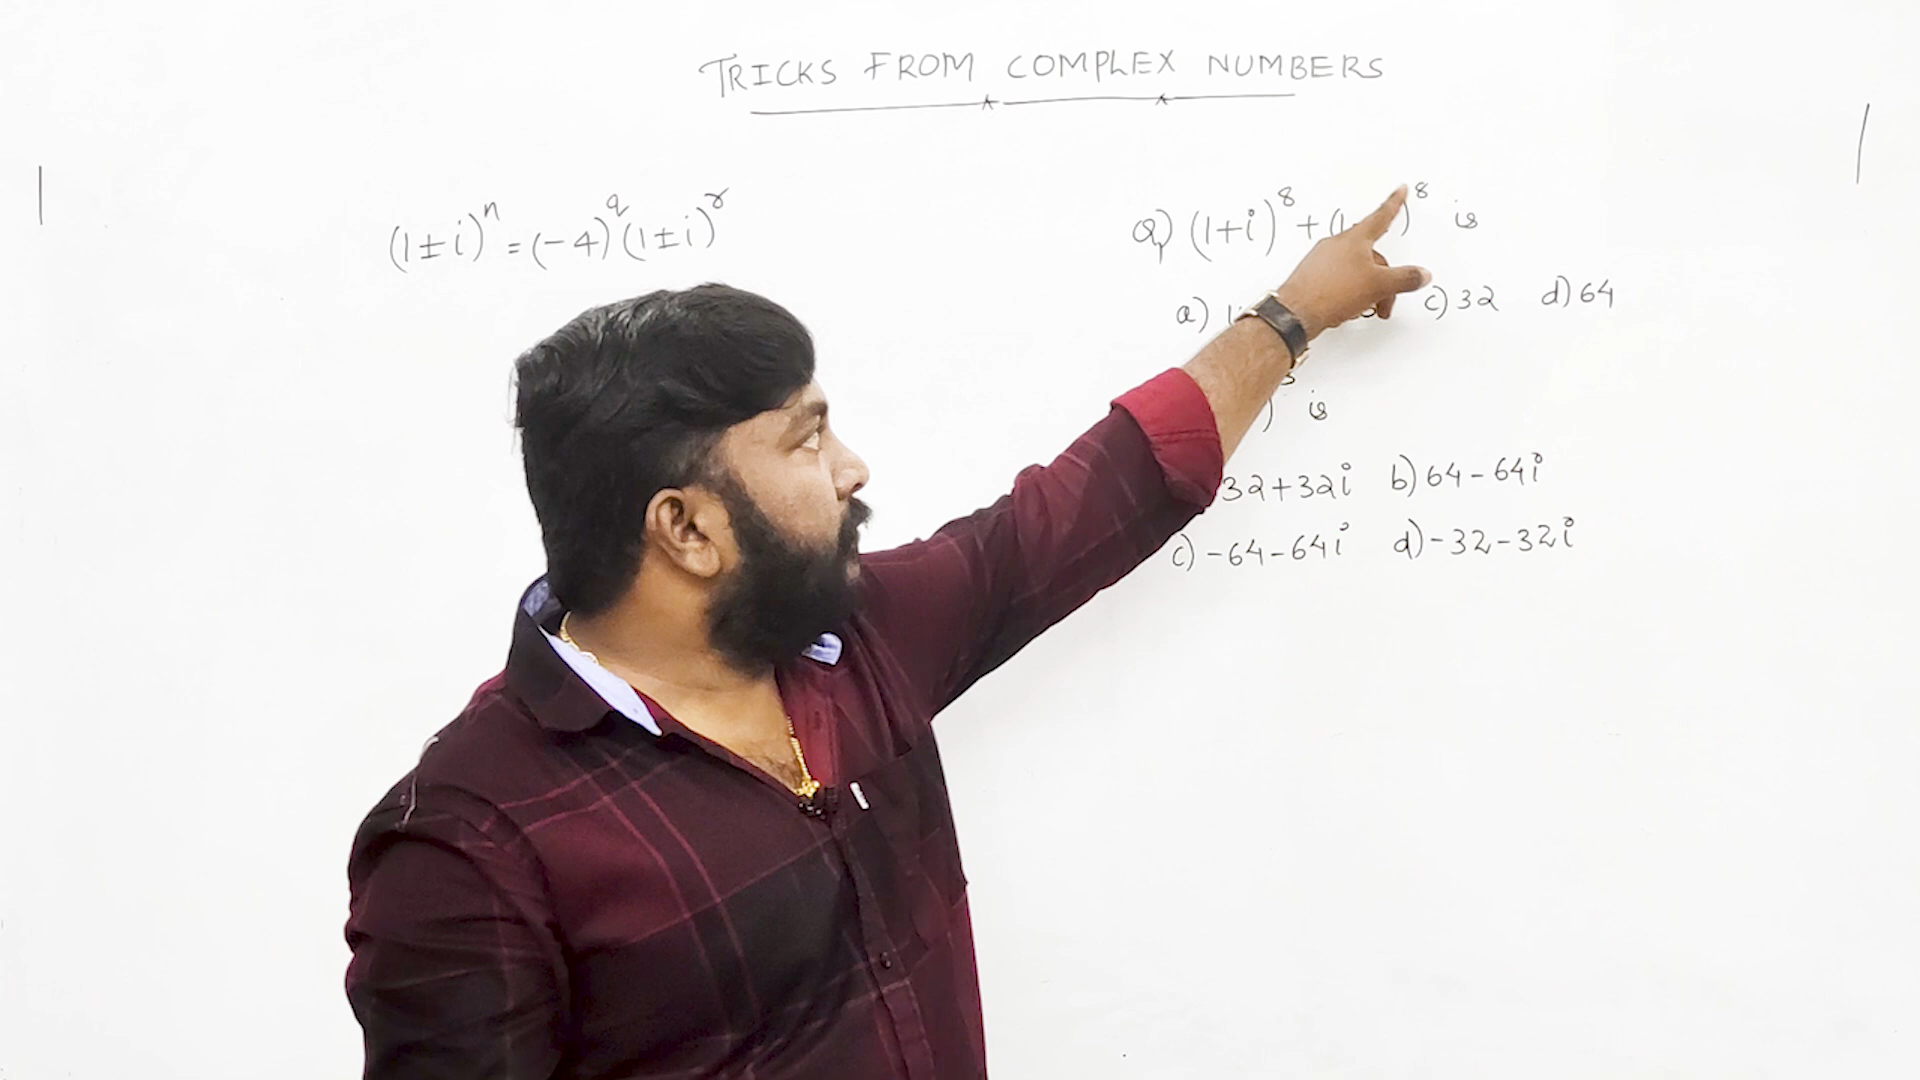 TRICKS FROM COMPLEX NUMBERS
(1±i)^n = (-4)^q (1±i)^r
Q) (1+i)^8 + (1 )^8 is
a) c) 32 d) 64
) is
32+32i b) 64-64i
c) -64-64i d) -32-32i